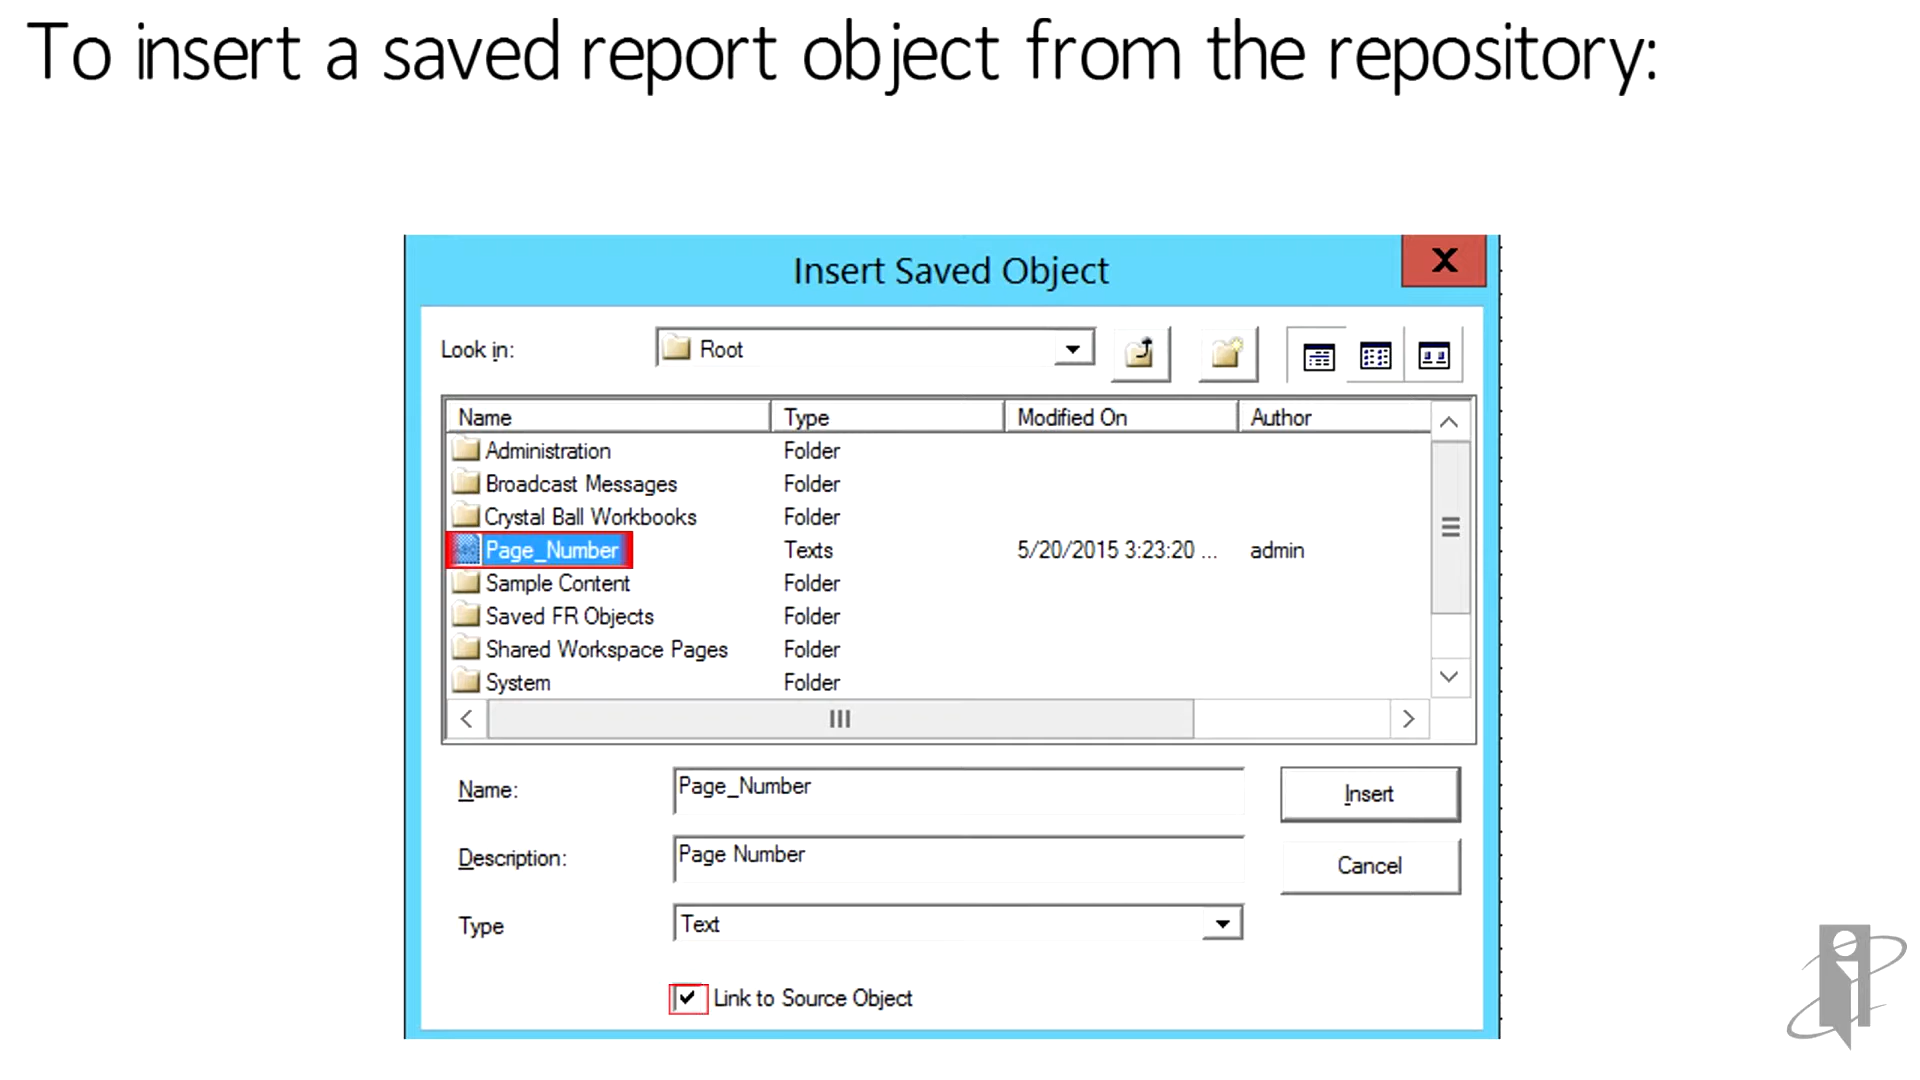 To insert a saved report object from the repository:
Insert Saved Object
X
Look in: Root
Name Type Modified On Author
Administration Folder
Broadcast Messages Folder
Crystal Ball Workbooks Folder
Page_Number Texts 5/20/2015 3:23:20 ... admin
Sample Content Folder
Saved FR Objects Folder
Shared Workspace Pages Folder
System Folder
Name: Page_Number Insert
Description: Page Number Cancel
Type Text
Link to Source Object